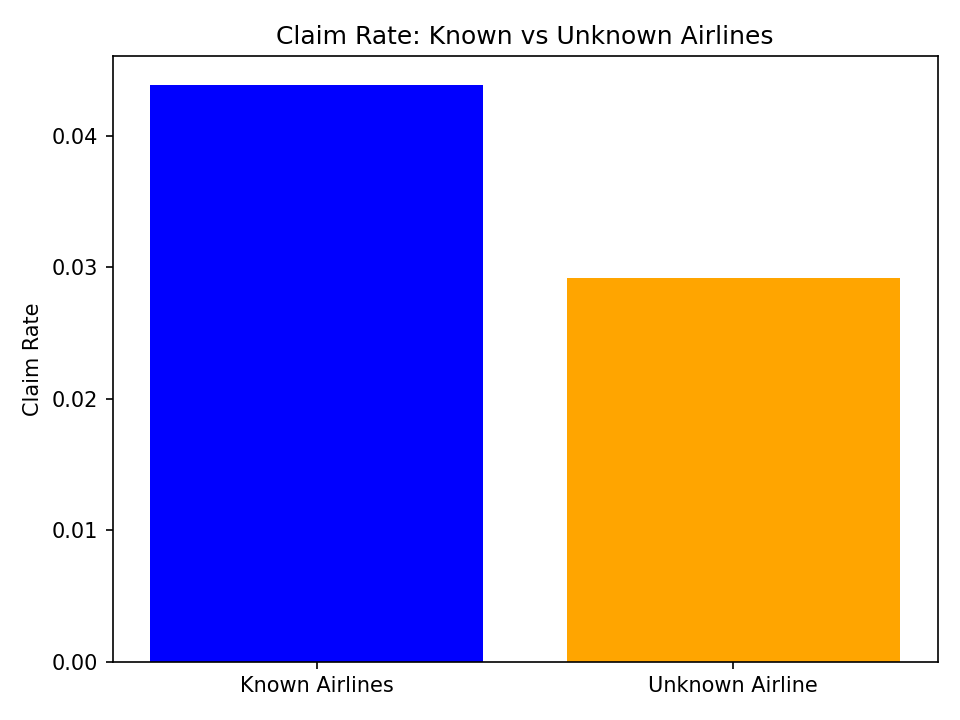 Claim Rate: Known vs Unknown Airlines
0.04
0.03
0.02
0.01
0.00
Claim Rate
Known Airlines
Unknown Airline